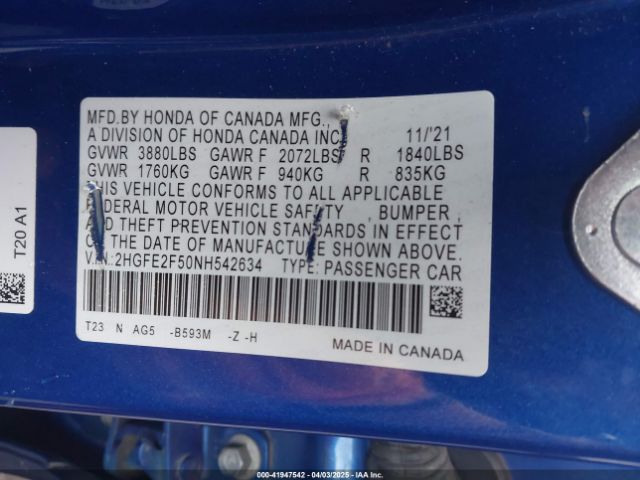 MFD.BY HONDA OF CANADA MFG.,
A DIVISION OF HONDA CANADA INC. 11/'21
GVWR 3880LBS GAWR F 2072LBS R 1840LBS
GVWR 1760KG GAWR F 940KG R 835KG
THIS VEHICLE CONFORMS TO ALL APPLICABLE
FEDERAL MOTOR VEHICLE SAFETY , BUMPER ,
AND THEFT PREVENTION STANDARDS IN EFFECT
ON THE DATE OF MANUFACTURE SHOWN ABOVE.
V.I.N: 2HGFE2F50NH542634 TYPE: PASSENGER CAR
T23 N AG5 -B593M -Z -H
MADE IN CANADA
T20 A1
000-41947542 - 04/03/2025 - IAAI.com